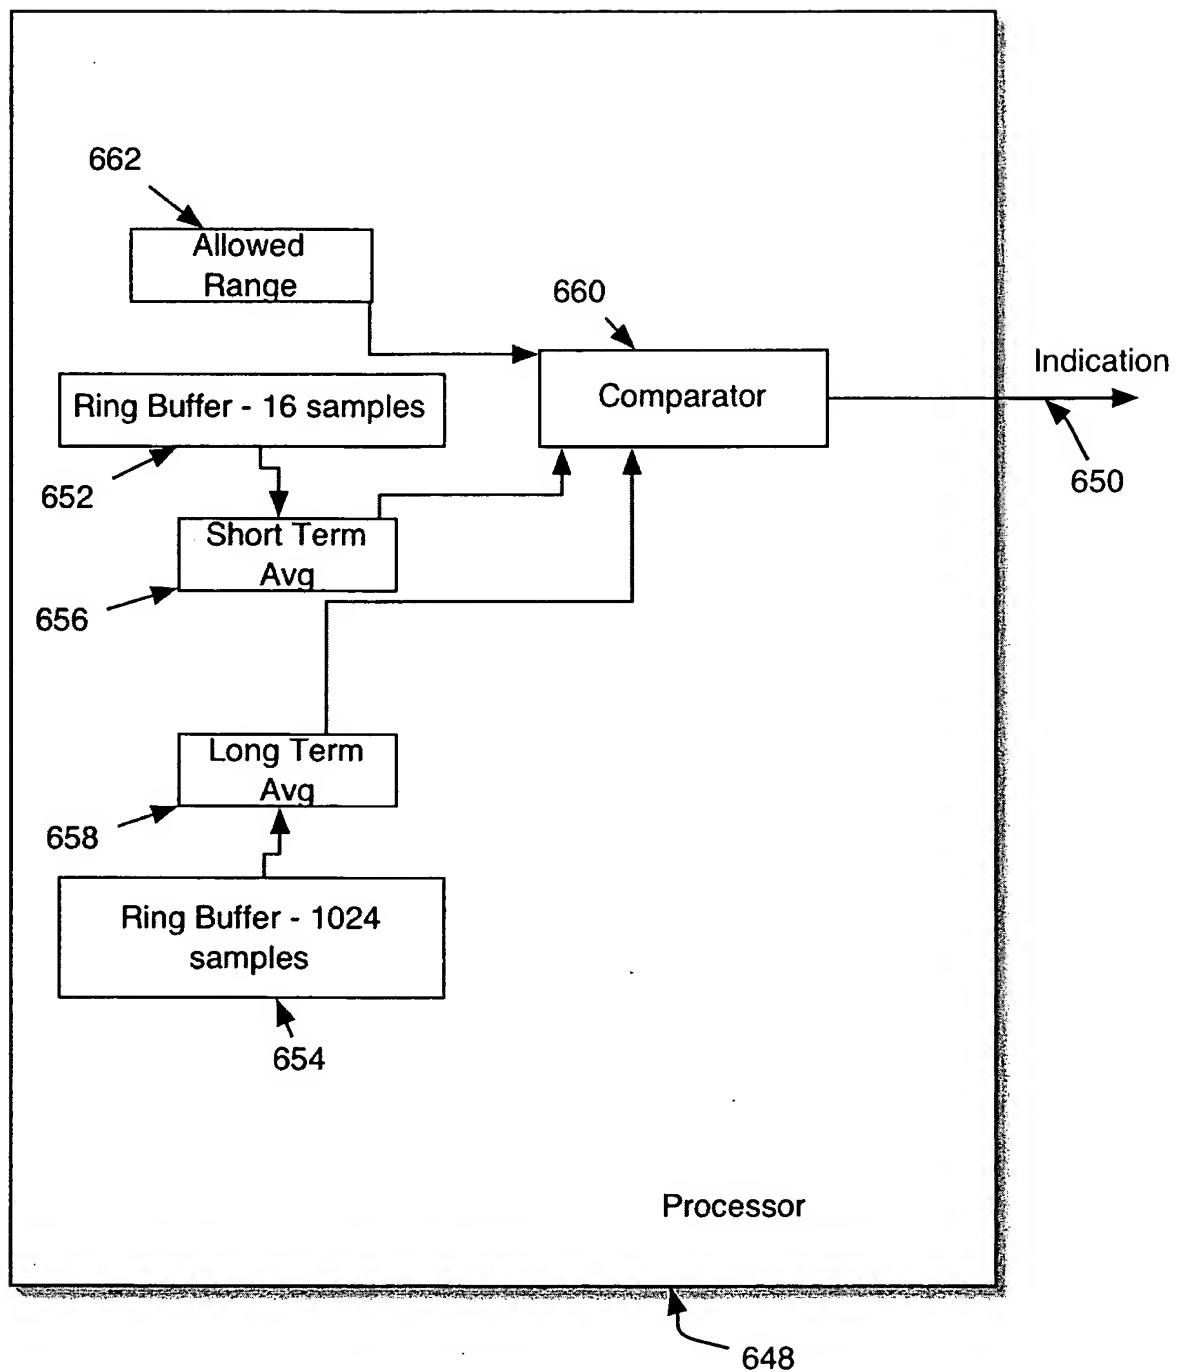 662
Allowed
Range
660
Comparator
Indication
650
Ring Buffer - 16 samples
652
Short Term
Avg
656
Long Term
Avg
658
Ring Buffer - 1024
samples
654
Processor
648